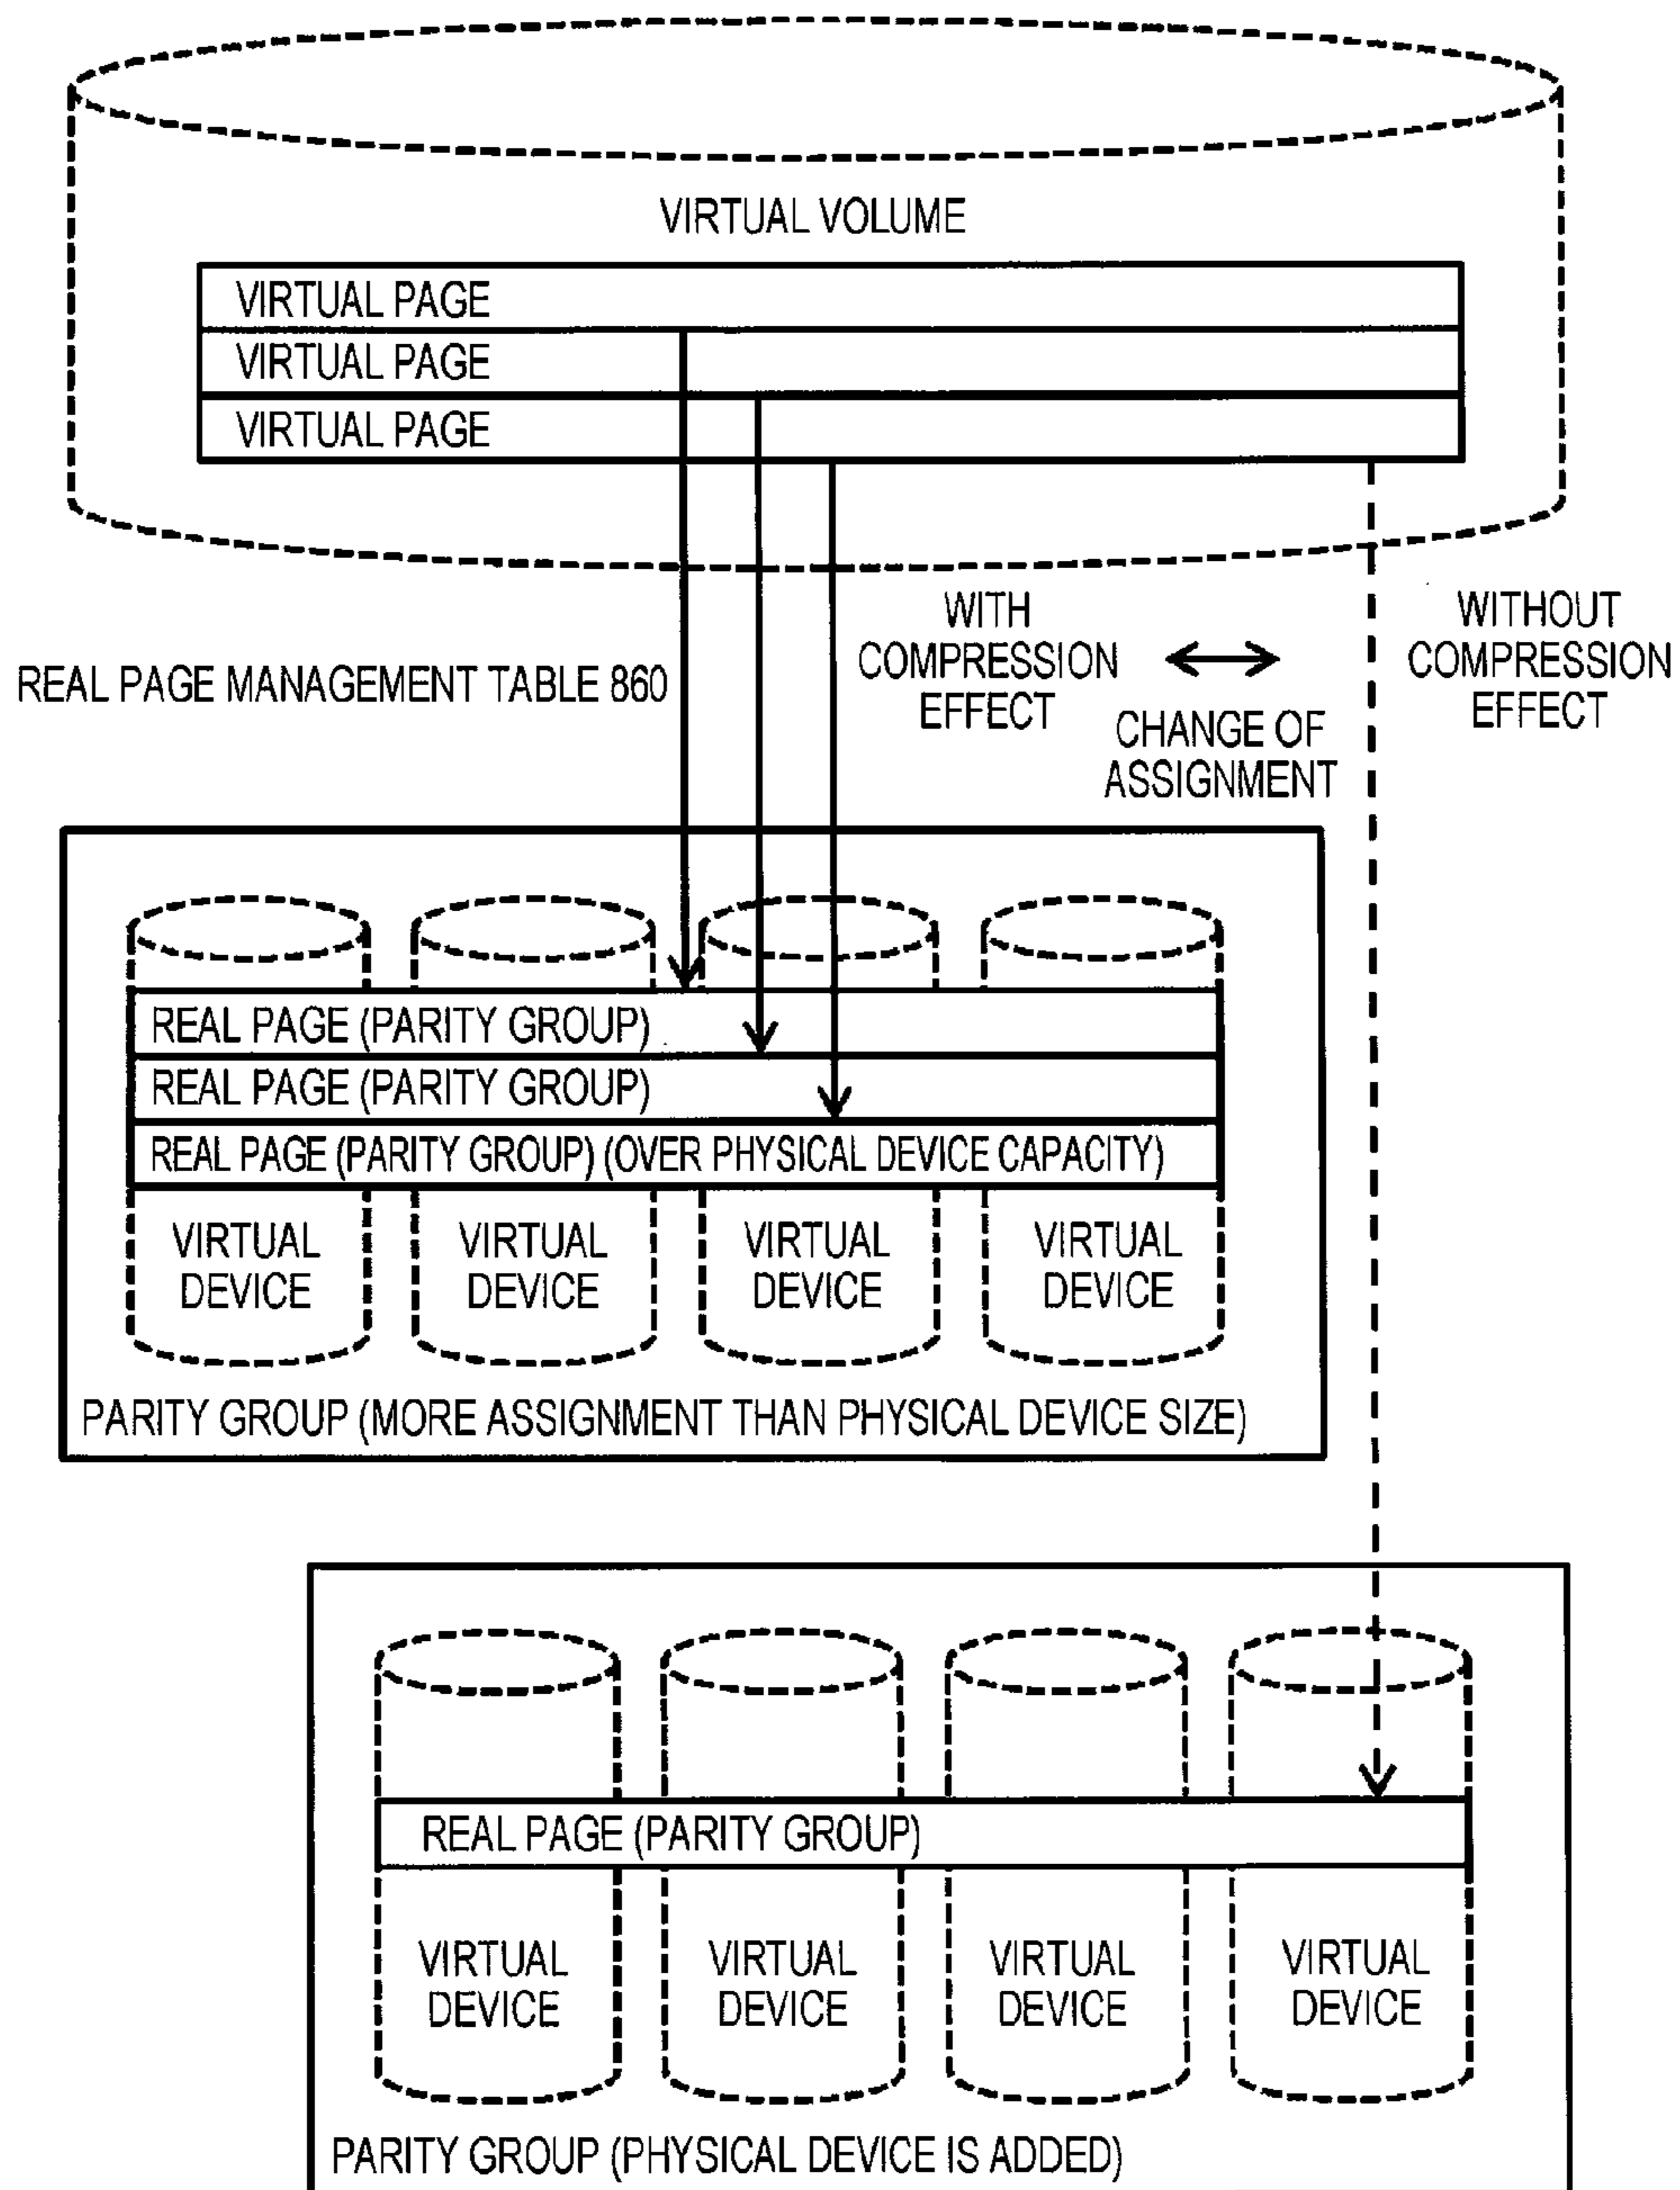 VIRTUAL VOLUME
VIRTUAL PAGE
VIRTUAL PAGE
VIRTUAL PAGE
REAL PAGE MANAGEMENT TABLE 860
WITH
COMPRESSION
EFFECT
CHANGE OF
ASSIGNMENT
WITHOUT
COMPRESSION
EFFECT
REAL PAGE (PARITY GROUP)
REAL PAGE (PARITY GROUP)
REAL PAGE (PARITY GROUP) (OVER PHYSICAL DEVICE CAPACITY)
VIRTUAL
DEVICE
VIRTUAL
DEVICE
VIRTUAL
DEVICE
VIRTUAL
DEVICE
PARITY GROUP (MORE ASSIGNMENT THAN PHYSICAL DEVICE SIZE)
REAL PAGE (PARITY GROUP)
VIRTUAL
DEVICE
VIRTUAL
DEVICE
VIRTUAL
DEVICE
VIRTUAL
DEVICE
PARITY GROUP (PHYSICAL DEVICE IS ADDED)